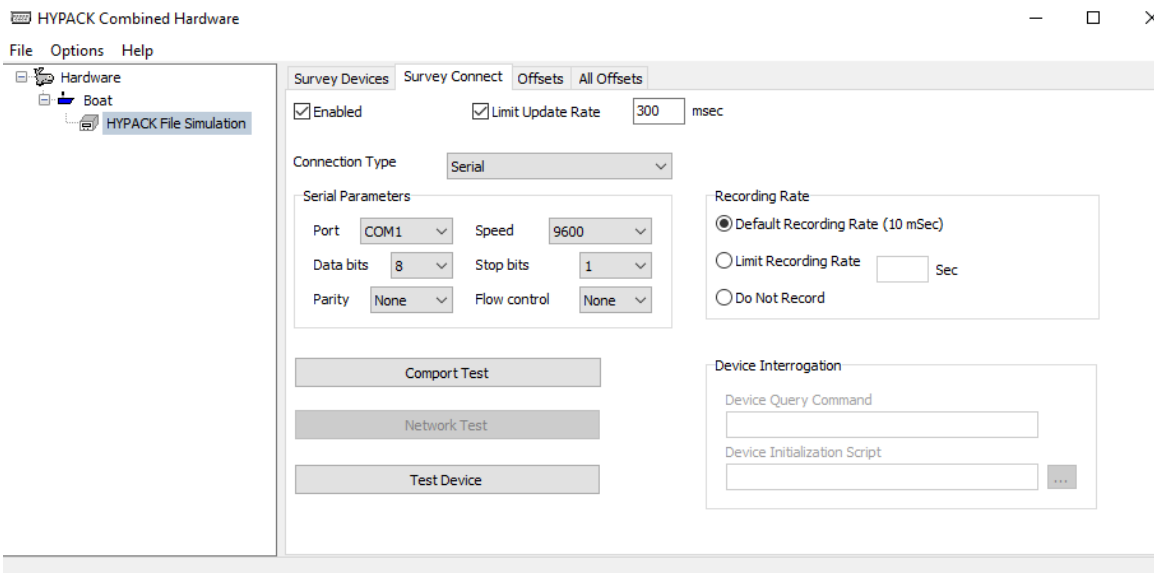 HYPACK Combined Hardware
File Options Help
Hardware
Boat
HYPACK File Simulation
Survey Devices Survey Connect Offsets All Offsets
Enabled Limit Update Rate 300 msec
Connection Type Serial
Serial Parameters
Port COM1 Speed 9600
Data bits 8 Stop bits 1
Parity None Flow control None
Recording Rate
Default Recording Rate (10 mSec)
Limit Recording Rate Sec
Do Not Record
Comport Test
Network Test
Test Device
Device Interrogation
Device Query Command
Device Initialization Script
...